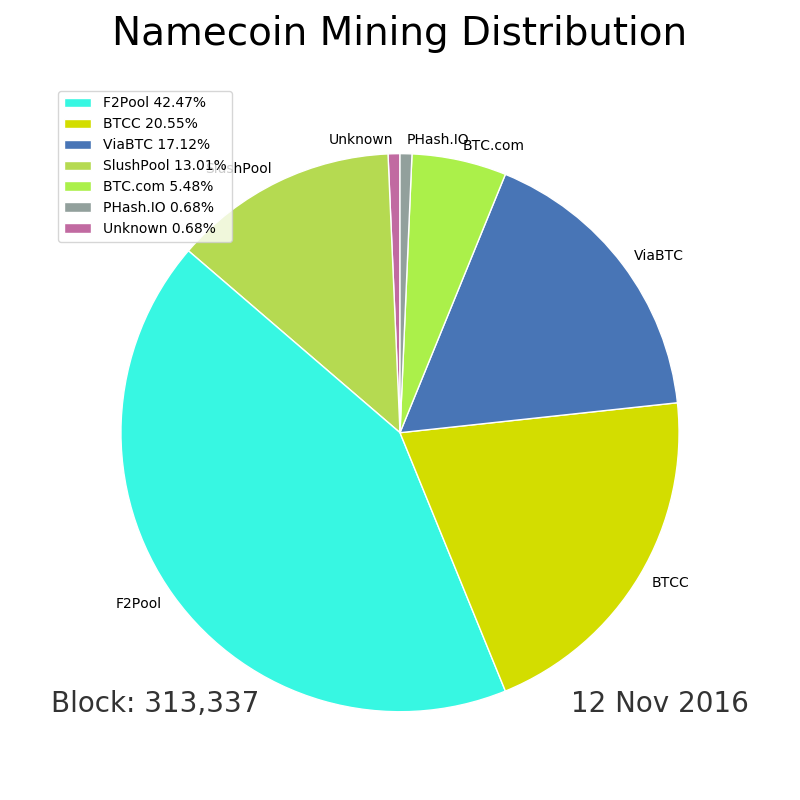 Namecoin Mining Distribution
F2Pool 42.47%
BTCC 20.55%
ViaBTC 17.12%
SlushPool 13.01%
BTC.com 5.48%
PHash.IO 0.68%
Unknown 0.68%
Unknown
PHash.IO
BTC.com
SlushPool
ViaBTC
BTCC
F2Pool
Block: 313,337
12 Nov 2016